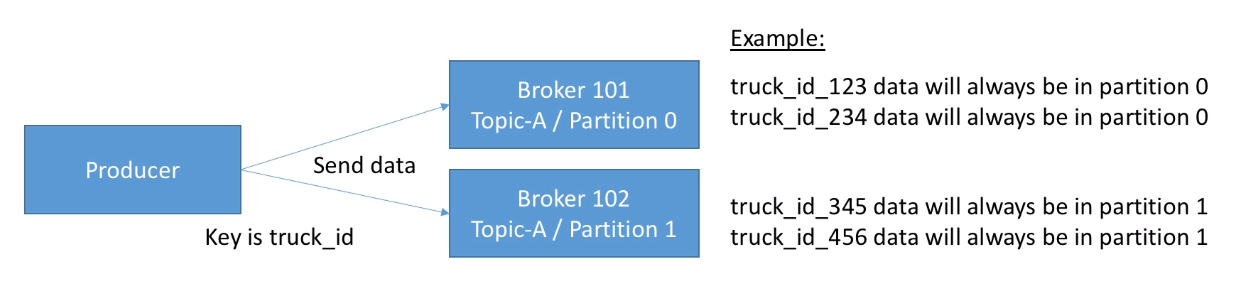 Example:
Broker 101
Topic-A / Partition 0
truck_id_123 data will always be in partition 0
truck_id_234 data will always be in partition 0
Producer
Send data
Broker 102
Topic-A / Partition 1
Key is truck_id
truck_id_345 data will always be in partition 1
truck_id_456 data will always be in partition 1